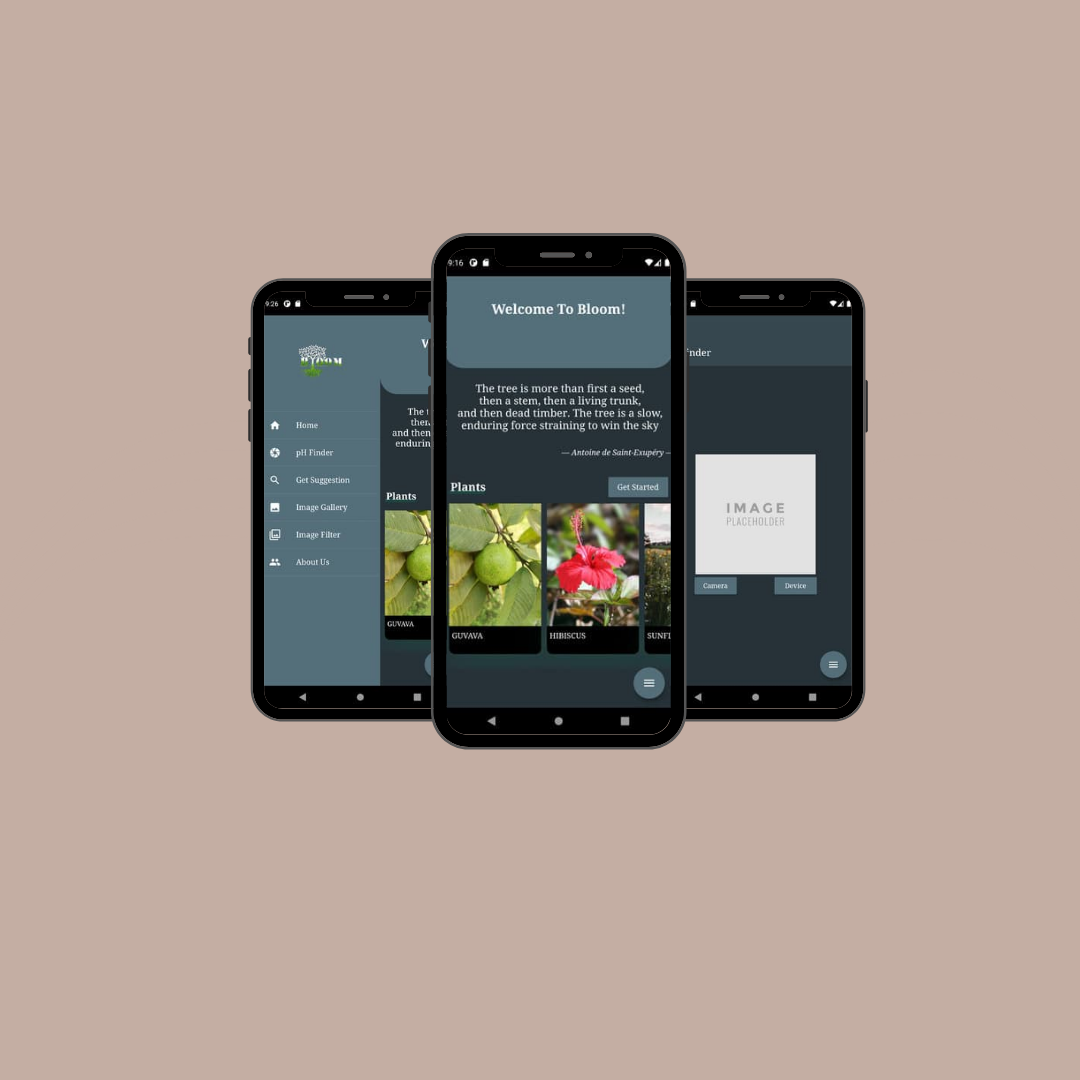 9:26
BLOOM
Home
pH Finder
Get Suggestion
Image Gallery
Image Filter
About Us
W
The t
then
and then
endurin
Plants
GUVAVA
9:16
Welcome To Bloom!
The tree is more than first a seed,
then a stem, then a living trunk,
and then dead timber. The tree is a slow,
enduring force straining to win the sky
— Antoine de Saint-Exupéry —
Plants
Get Started
GUVAVA
HIBISCUS
SUNFL
inder
IMAGE
PLACEHOLDER
Camera
Device